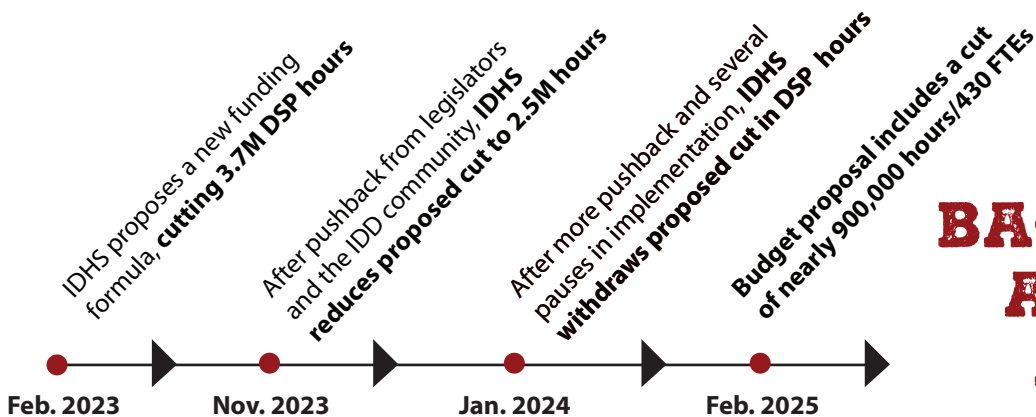 IDHS proposes a new funding
formula, cutting 3.7M DSP hours
After pushback from legislators
and the IDD community, IDHS
reduces proposed cut to 2.5M hours
After more pushback and several
pauses in implementation, IDHS
withdraws proposed cut in DSP hours
Budget proposal includes a cut
of nearly 900,000 hours/430 FTEs
Feb. 2023
Nov. 2023
Jan. 2024
Feb. 2025